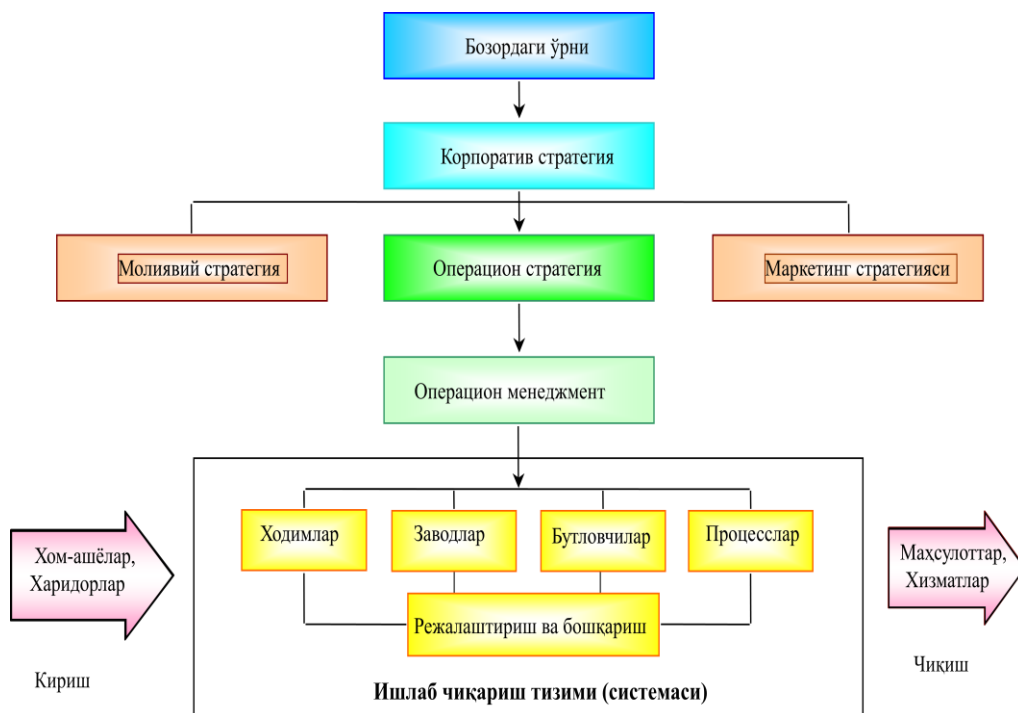 Бозордаги ўрни
Корпоратив стратегия
Молиявий стратегия
Операцион стратегия
Маркетинг стратегияси
Операцион менеджмент
Ходимлар
Заводлар
Бутловчилар
Процесслар
Хом-ашёлар,
Харидорлар
Маҳсулоттар,
Хизматлар
Режалаштириш ва бошқариш
Кириш
Чиқиш
Ишлаб чиқариш тизими (системаси)